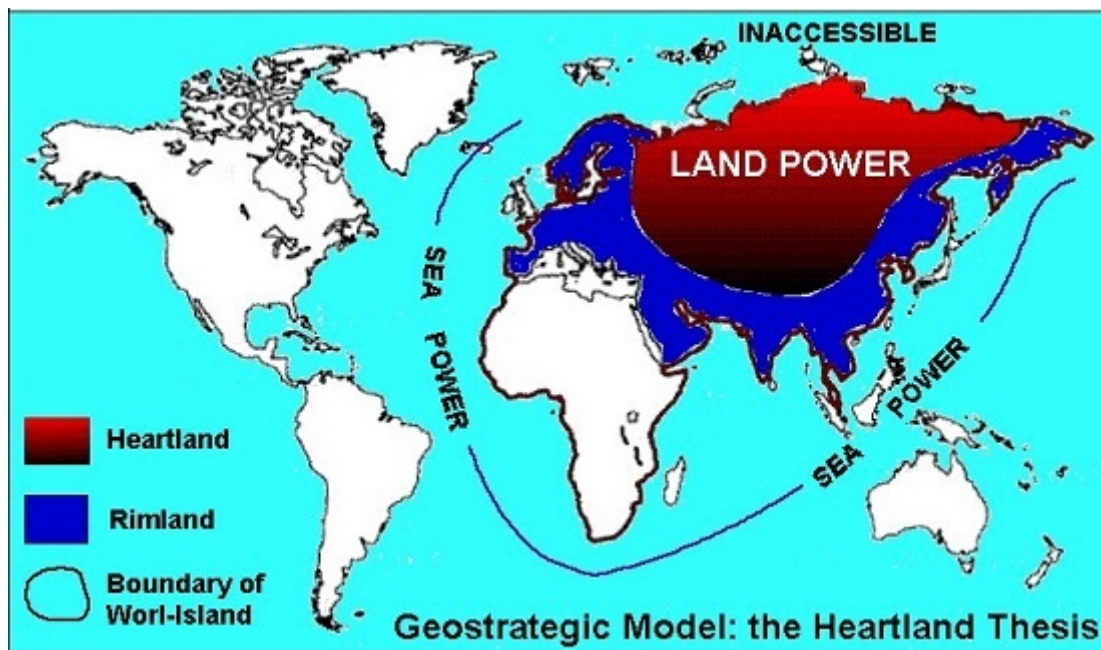 INACCESSIBLE
LAND POWER
SEA POWER
SEA POWER
Heartland
Rimland
Boundary of
Worl-Island
Geostrategic Model: the Heartland Thesis